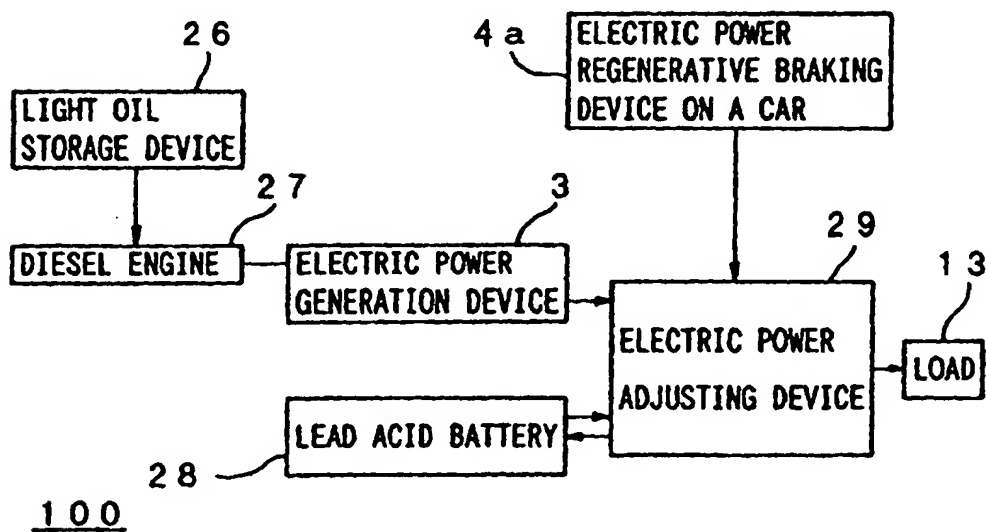 26
LIGHT OIL
STORAGE DEVICE
4a
ELECTRIC POWER
REGENERATIVE BRAKING
DEVICE ON A CAR
27
DIESEL ENGINE
3
ELECTRIC POWER
GENERATION DEVICE
29
ELECTRIC POWER
ADJUSTING DEVICE
13
LOAD
LEAD ACID BATTERY
28
100